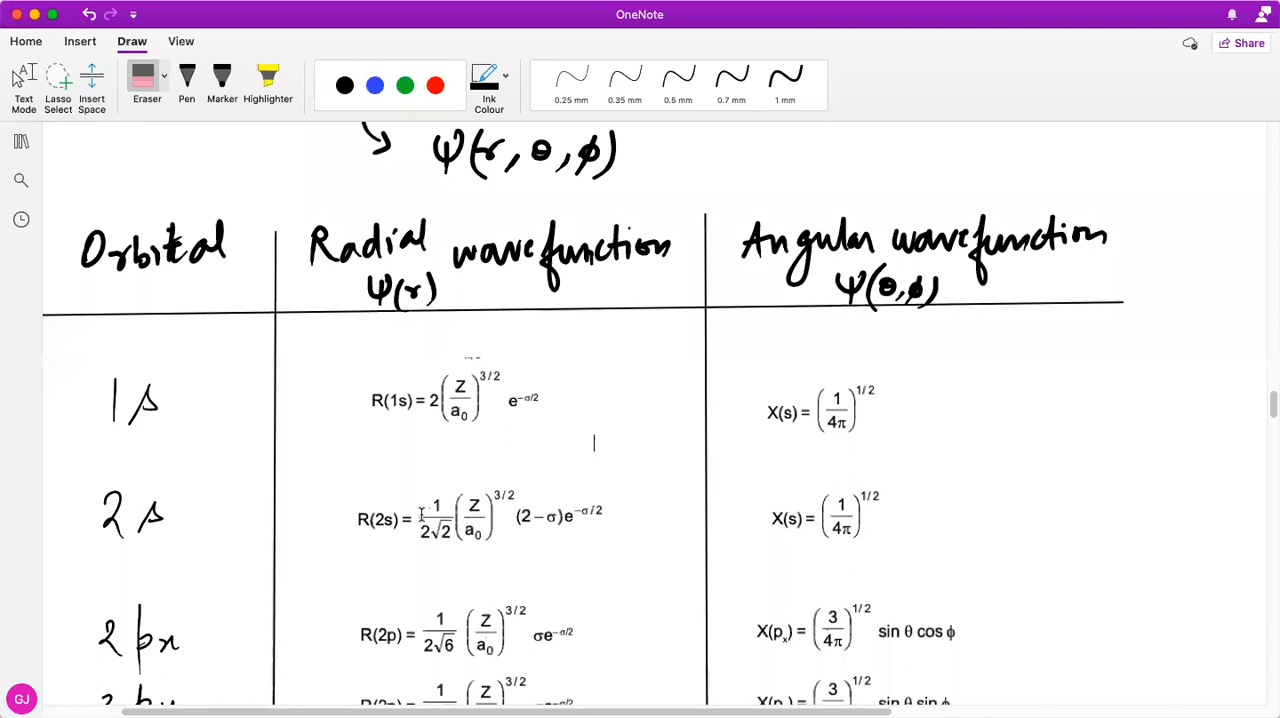 OneNote
Home Insert Draw View
Share
Text Mode
Lasso Select
Insert Space
Eraser
Pen
Marker
Highlighter
Ink Colour
0.25 mm 0.35 mm 0.5 mm 0.7 mm 1 mm
ψ(r, θ, φ)
Orbital Radial wavefunction ψ(r) Angular wavefunction ψ(θ,φ)
1s R(1s) = 2(Z/a₀)^3/2 e^−σ/2 X(s) = (1/4π)^1/2
2s R(2s) = 1/2√2 (Z/a₀)^3/2 (2−σ)e^−σ/2 X(s) = (1/4π)^1/2
2px R(2p) = 1/2√6 (Z/a₀)^3/2 σe^−σ/2 X(pₓ) = (3/4π)^1/2 sin θ cos φ
GJ